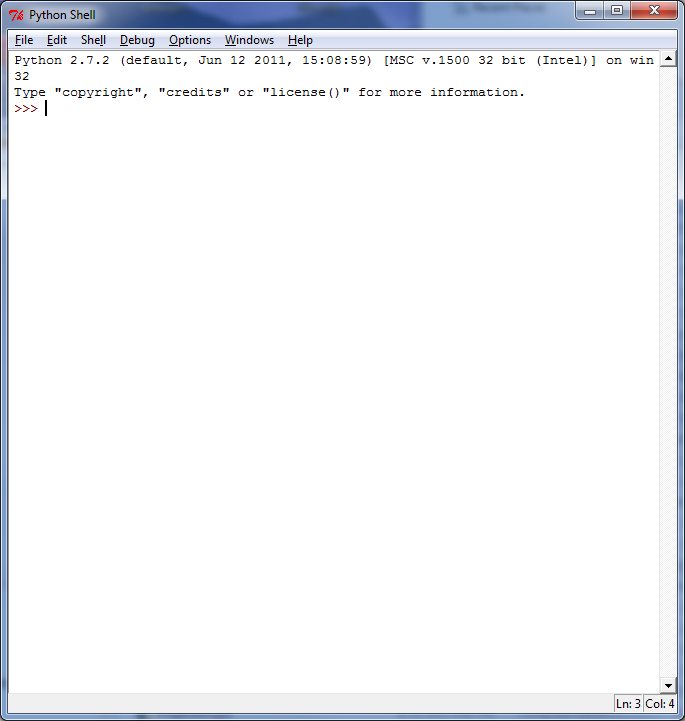 Python Shell
File Edit Shell Debug Options Windows Help
Python 2.7.2 (default, Jun 12 2011, 15:08:59) [MSC v.1500 32 bit (Intel)] on win
32
Type "copyright", "credits" or "license()" for more information.
>>>
Ln: 3 Col: 4